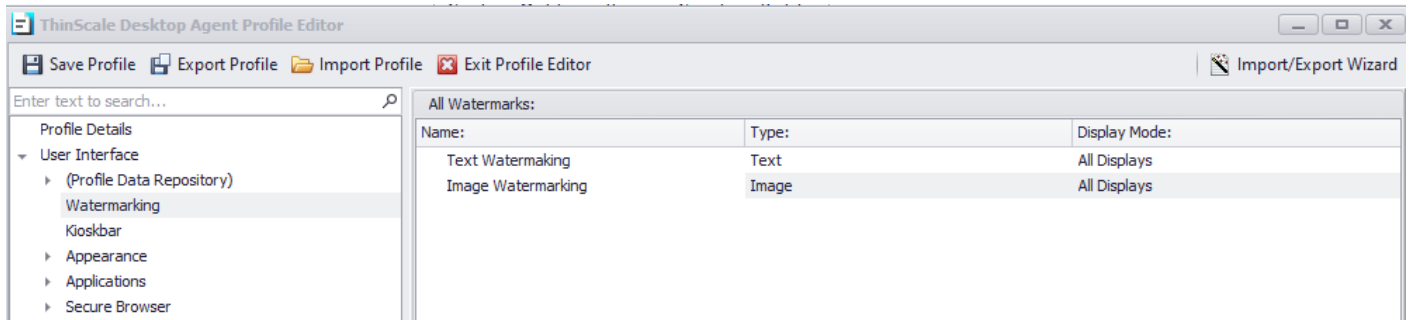 ThinScale Desktop Agent Profile Editor
Save Profile Export Profile Import Profile Exit Profile Editor Import/Export Wizard
Enter text to search...
Profile Details
User Interface
(Profile Data Repository)
Watermarking
Kioskbar
Appearance
Applications
Secure Browser
All Watermarks:
Name: Type: Display Mode:
Text Watermaking Text All Displays
Image Watermarking Image All Displays